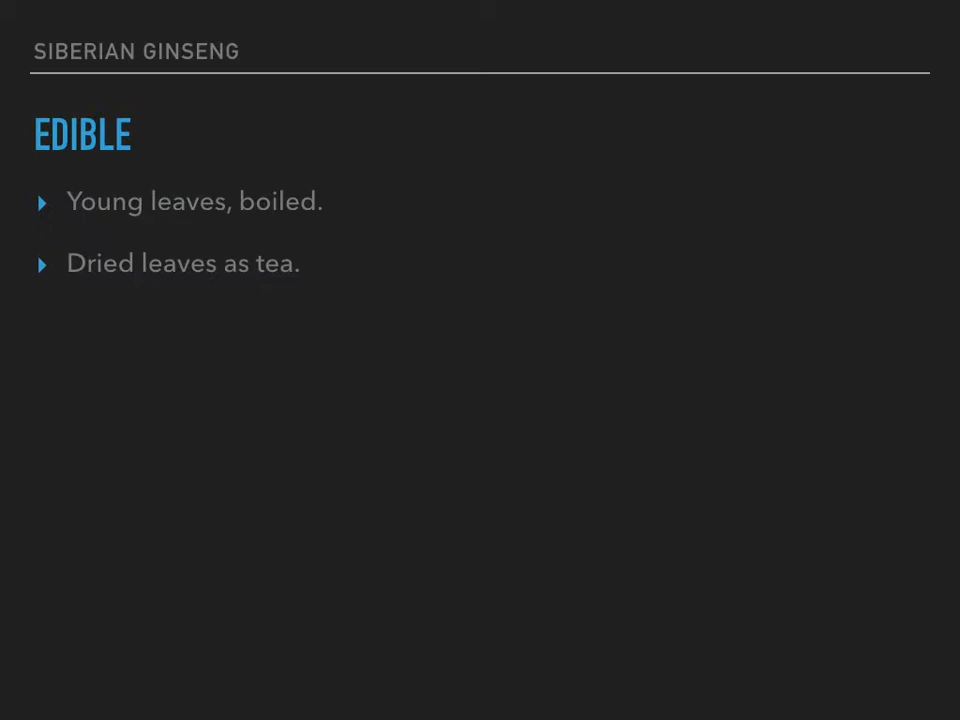 SIBERIAN GINSENG
EDIBLE
Young leaves, boiled.
Dried leaves as tea.